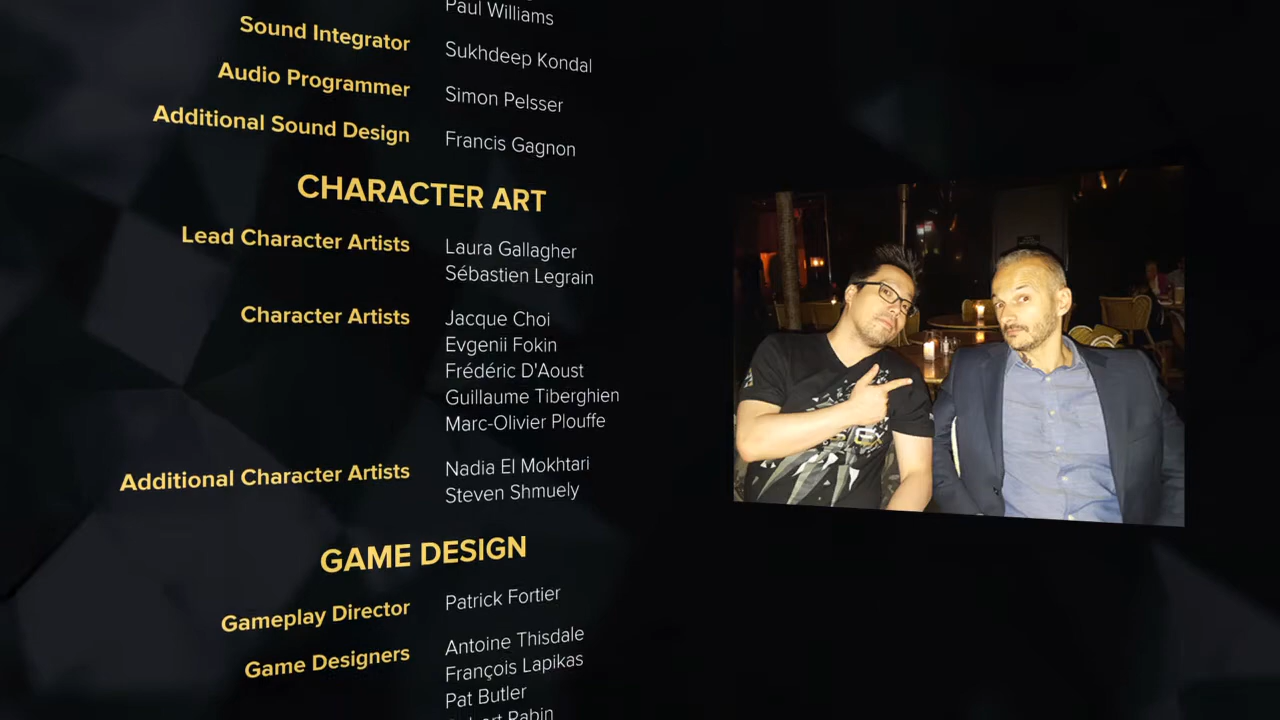 Paul Williams
Sound Integrator Sukhdeep Kondal
Audio Programmer Simon Pelsser
Additional Sound Design Francis Gagnon
CHARACTER ART
Lead Character Artists Laura Gallagher
Sébastien Legrain
Character Artists Jacque Choi
Evgenii Fokin
Frédéric D'Aoust
Guillaume Tiberghien
Marc-Olivier Plouffe
Additional Character Artists Nadia El Mokhtari
Steven Shmuely
GAME DESIGN
Gameplay Director Patrick Fortier
Game Designers Antoine Thisdale
François Lapikas
Pat Butler
Rabin